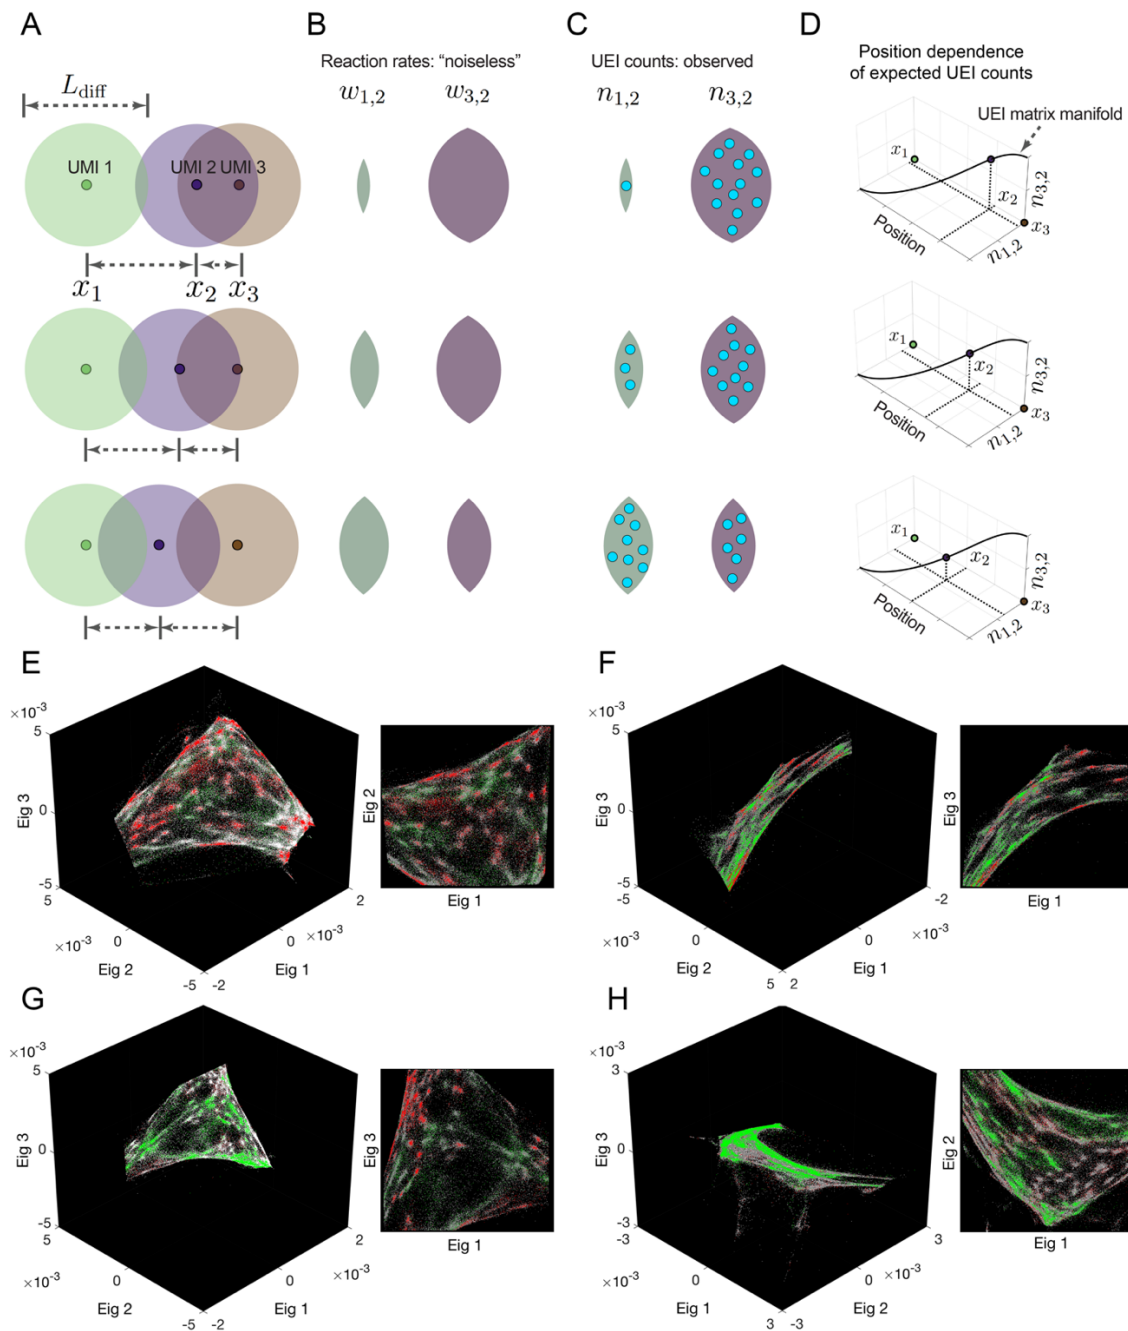 A
B
C
D
Reaction rates: "noiseless"
UEI counts: observed
Position dependence
of expected UEI counts
L_diff
w_{1,2}
w_{3,2}
n_{1,2}
n_{3,2}
UEI matrix manifold
UMI 1
UMI 2
UMI 3
x_1
x_2
n_{3,2}
x_3
Position
n_{1,2}
x_1
x_2
x_3
x_1
x_2
n_{3,2}
x_3
Position
n_{1,2}
x_1
x_2
n_{3,2}
x_3
Position
n_{1,2}
E
×10⁻³
5
Eig 3
0
-5
5
×10⁻³
0
Eig 2
-5
-2
Eig 1
0
×10⁻³
2
Eig 2
Eig 1
F
×10⁻³
5
Eig 3
0
-5
-5
×10⁻³
0
Eig 2
5
2
Eig 1
0
×10⁻³
-2
Eig 3
Eig 1
G
×10⁻³
5
Eig 3
0
-5
5
×10⁻³
0
Eig 2
-5
-2
Eig 1
0
×10⁻³
2
Eig 3
Eig 1
H
×10⁻³
3
Eig 3
0
-3
-3
×10⁻³
0
Eig 1
3
-3
Eig 2
0
×10⁻³
3
Eig 2
Eig 1